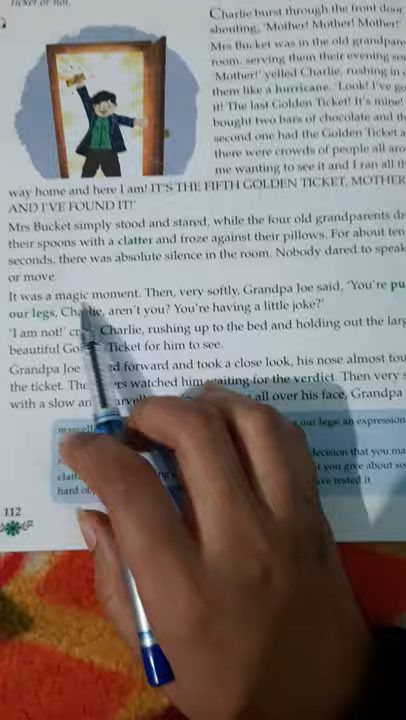 ticket or not.
Charlie burst through the front door
shouting, 'Mother! Mother! Mother!'
Mrs Bucket was in the old grandpare
room, serving them their evening so
'Mother!' yelled Charlie, rushing in
them like a hurricane. 'Look! I've go
it! The last Golden Ticket! It's mine!
bought two bars of chocolate and th
second one had the Golden Ticket a
there were crowds of people all aro
me wanting to see it and I ran all th
way home and here I am! IT'S THE FIFTH GOLDEN TICKET, MOTHER
AND I'VE FOUND IT!'
Mrs Bucket simply stood and stared, while the four old grandparents dr
their spoons with a clatter and froze against their pillows. For about ten
seconds, there was absolute silence in the room. Nobody dared to speak
or move
It was a magic moment. Then, very softly, Grandpa Joe said, 'You're pu
our legs, Charlie, aren't you? You're having a little joke?'
'I am not!' Charlie, rushing up to the bed and holding out the larg
beautiful Go Ticket for him to see.
Grandpa Joe ed forward and took a close look, his nose almost tou
the ticket. The ers watched him waiting for the verdict. Then very s
with a slow an all over his face, Grandpa
our legs: an expression
decision that you ma
you give about so
hard ave tested it
112